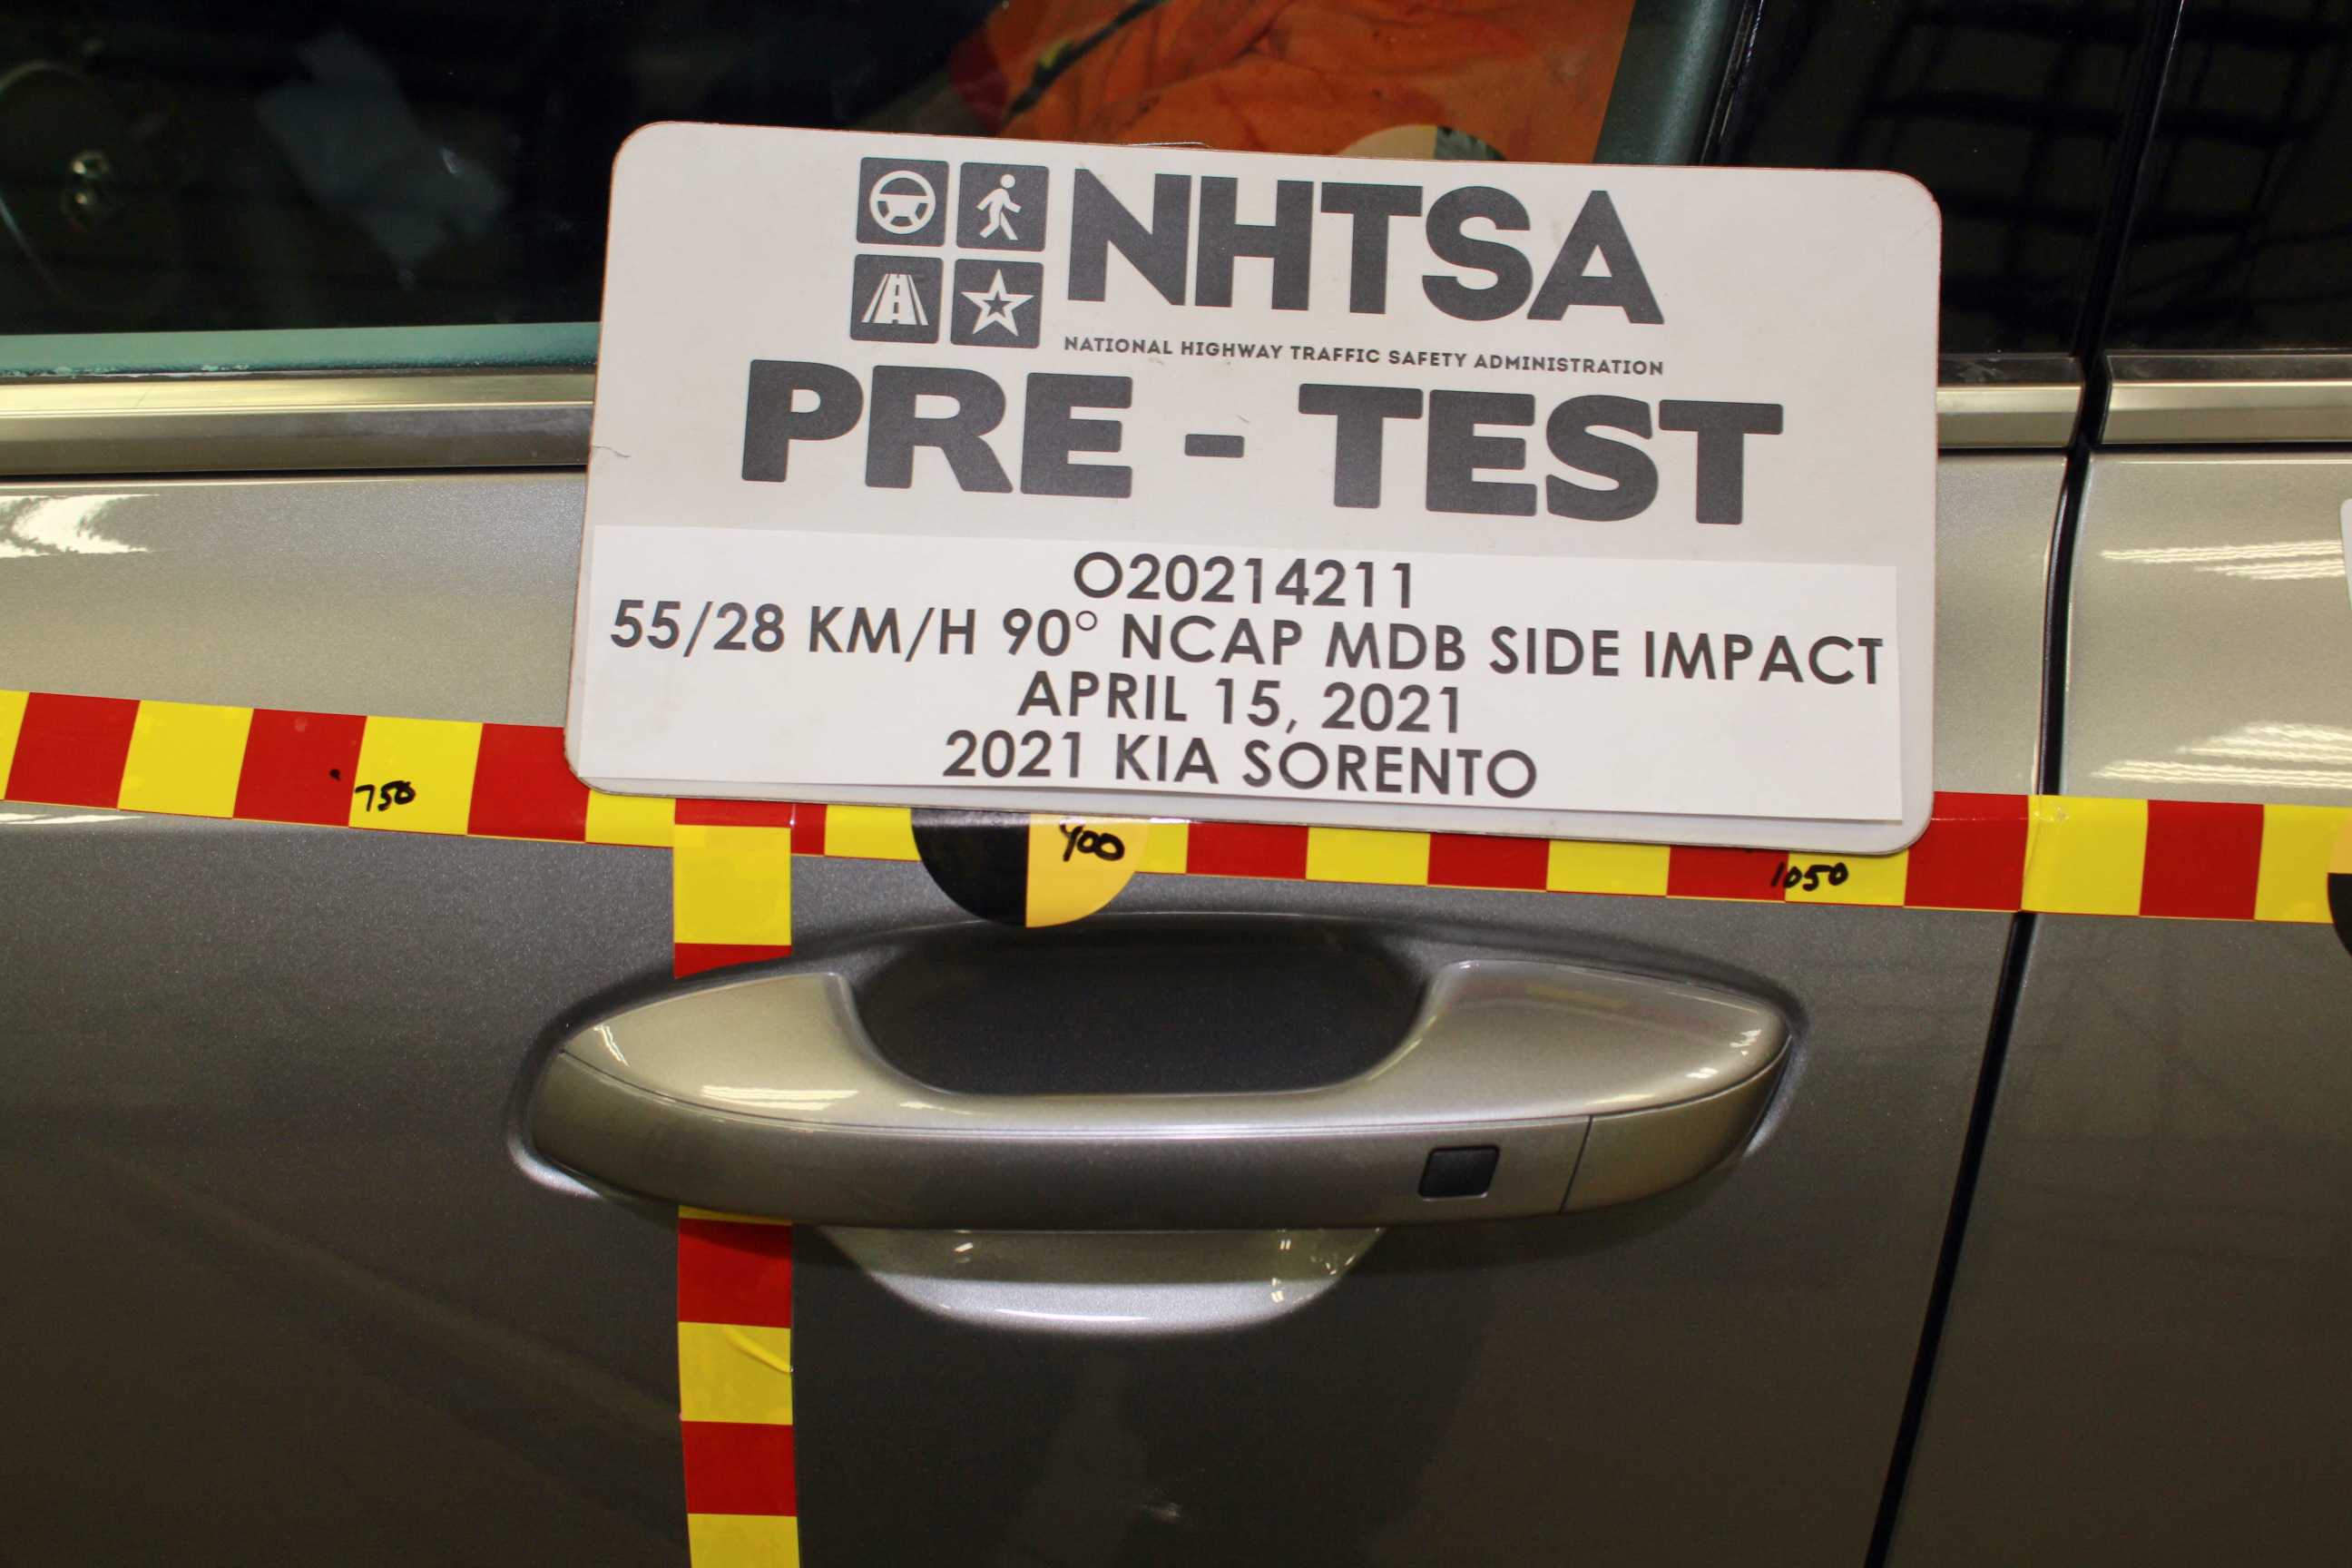 NHTSA
NATIONAL HIGHWAY TRAFFIC SAFETY ADMINISTRATION
PRE - TEST
O20214211
55/28 KM/H 90° NCAP MDB SIDE IMPACT
APRIL 15, 2021
2021 KIA SORENTO
750
900
1050